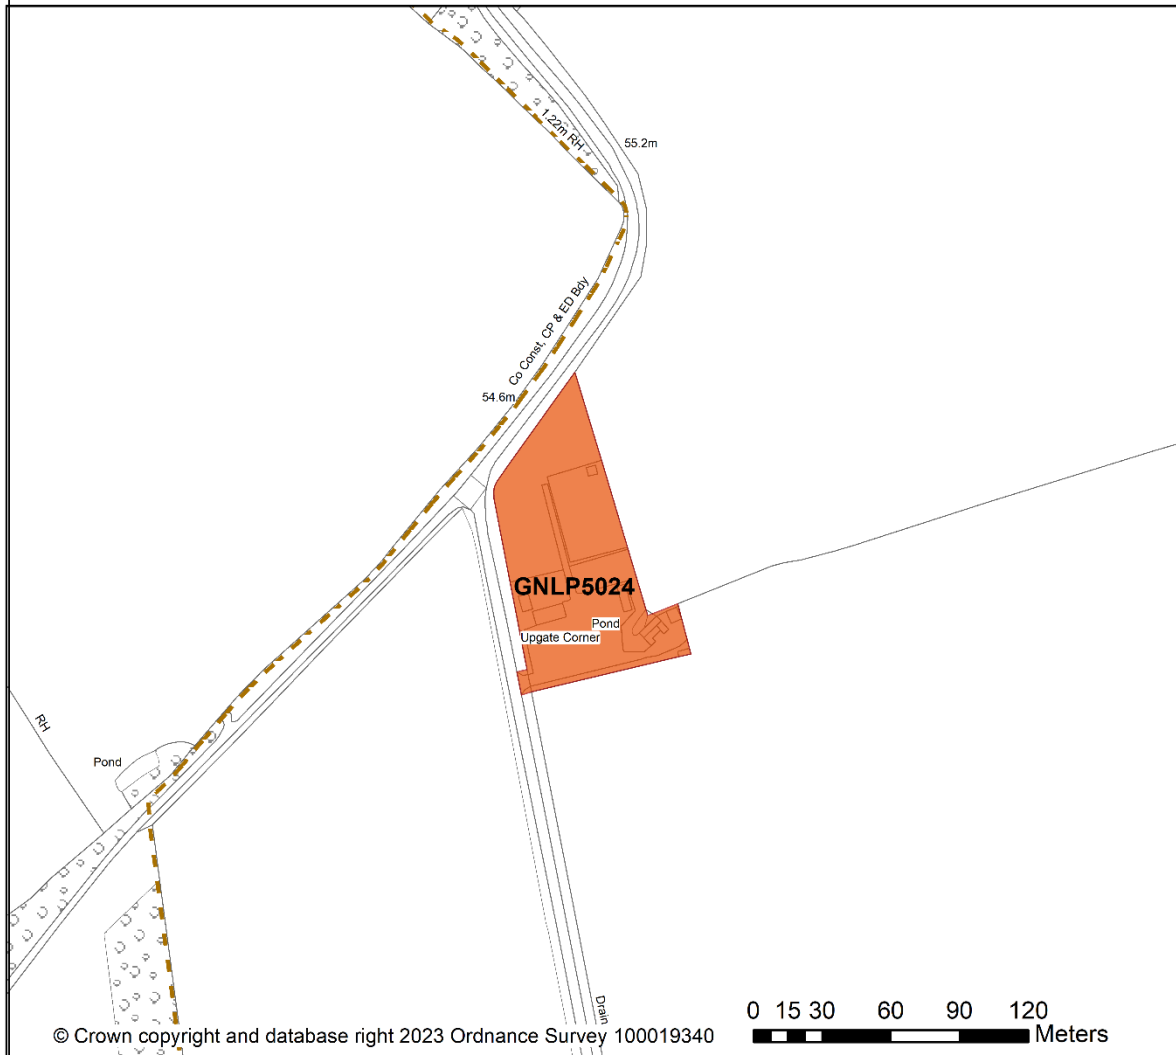 1.22m RH
55.2m
Co Const, CP & ED Bdy
54.6m
GNLP5024
Pond
Upgate Corner
RH
Pond
Drain
© Crown copyright and database right 2023 Ordnance Survey 100019340
0 15 30 60 90 120
Meters